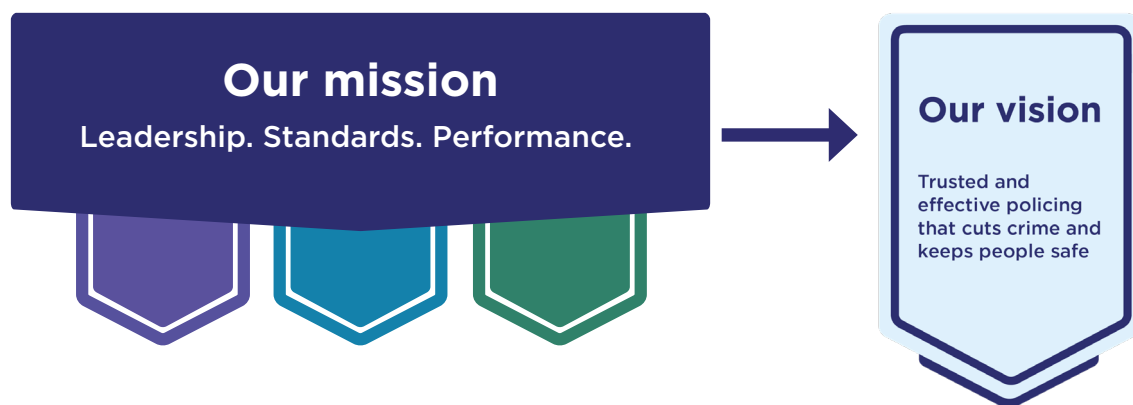 Our mission
Leadership. Standards. Performance.
Our vision
Trusted and
effective policing
that cuts crime and
keeps people safe